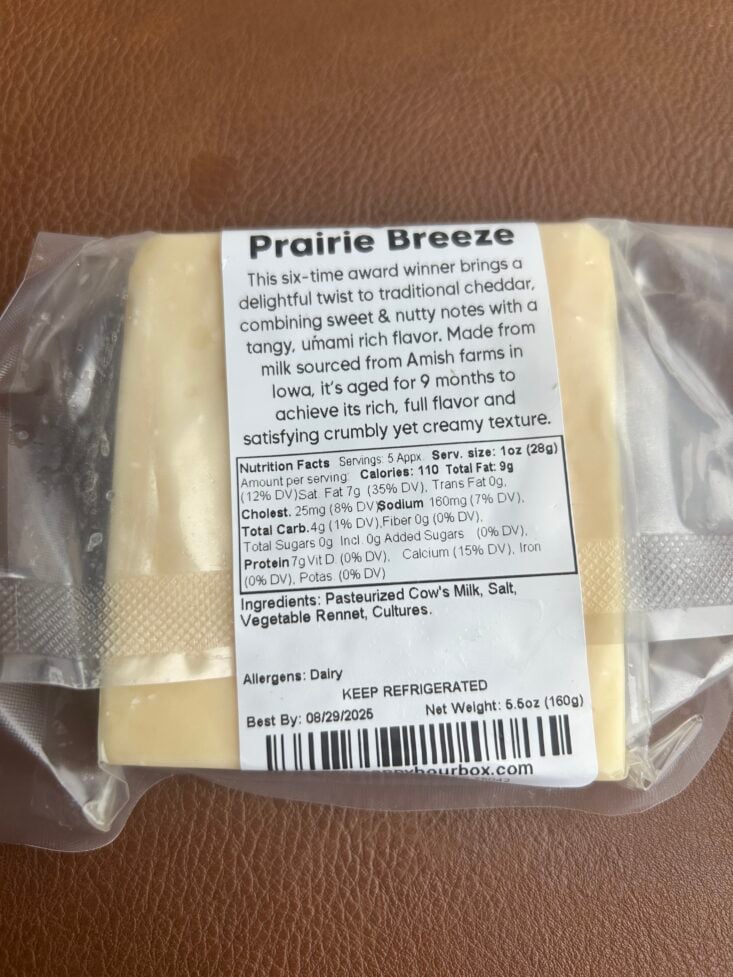 Prairie Breeze
This six-time award winner brings a
delightful twist to traditional cheddar,
combining sweet & nutty notes with a
tangy, umami rich flavor. Made from
milk sourced from Amish farms in
Iowa, it's aged for 9 months to
achieve its rich, full flavor and
satisfying crumbly yet creamy texture.
Nutrition Facts Servings: 5 Appx. Serv. size: 1oz (28g)
Amount per serving: Calories: 110 Total Fat: 9g
(12% DV)Sat. Fat 7g (35% DV), Trans Fat 0g,
Cholest. 25mg (8% DV)Sodium 160mg (7% DV),
Total Carb.4g (1% DV),Fiber 0g (0% DV),
Total Sugars 0g Incl. 0g Added Sugars (0% DV),
Protein 7g Vit D. (0% DV), Calcium (15% DV), Iron
(0% DV), Potas. (0% DV)
Ingredients: Pasteurized Cow's Milk, Salt,
Vegetable Rennet, Cultures.
Allergens: Dairy
KEEP REFRIGERATED
Best By: 08/29/2025 Net Weight: 5.5oz (160g)
hourbox.com